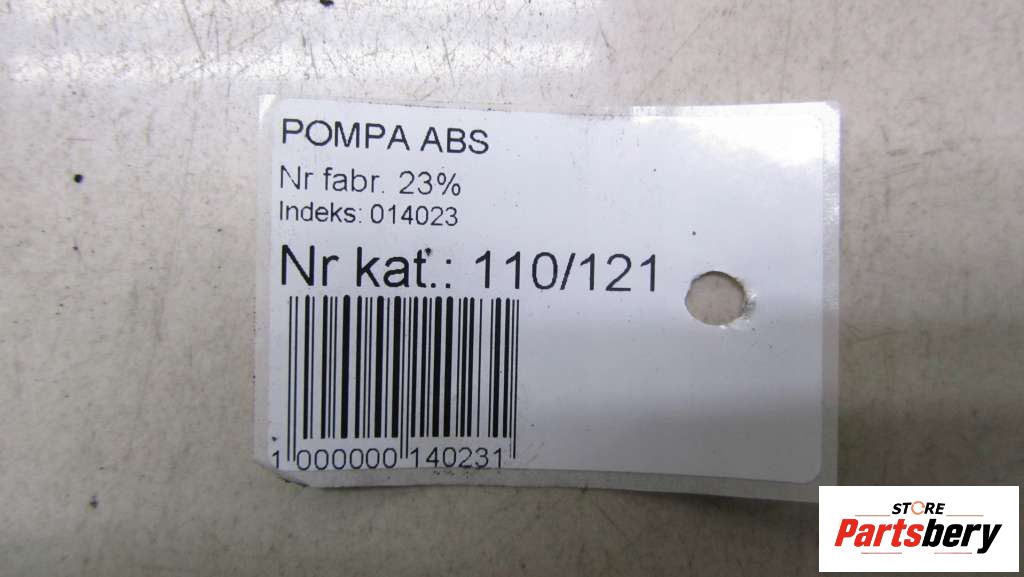 POMPA ABS
Nr fabr. 23%
Indeks: 014023
Nr kat.: 110/121
1 000000 140231
STORE
Partsbery